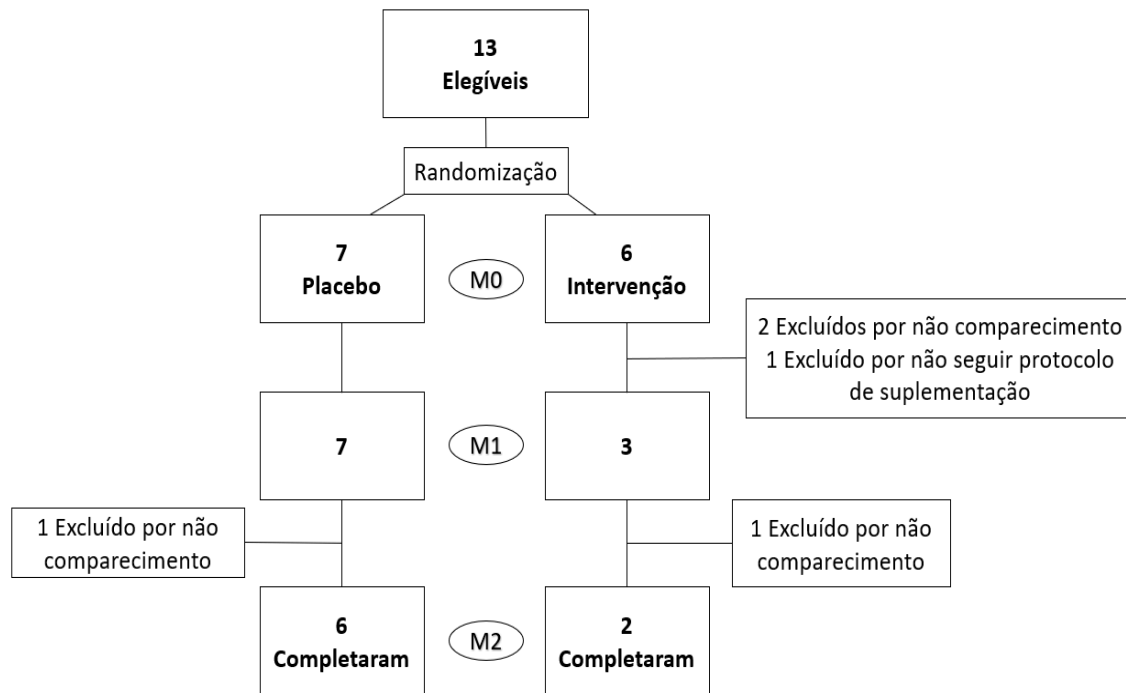 13
Elegíveis
Randomização
7
Placebo
M0
6
Intervenção
2 Excluídos por não comparecimento
1 Excluído por não seguir protocolo
de suplementação
7
M1
3
1 Excluído por não
comparecimento
1 Excluído por não
comparecimento
6
Completaram
M2
2
Completaram